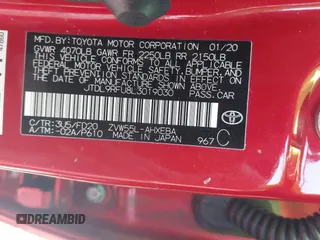 MFD. BY: TOYOTA MOTOR CORPORATION 01/20
GVWR 4070LB GAWR FR 2250LB RR 2150LB
THIS VEHICLE CONFORMS TO ALL APPLICABLE
FEDERAL MOTOR VEHICLE SAFETY, BUMPER, AND
THEFT PREVENTION STANDARDS IN EFFECT ON
THE DATE OF MANUFACTURE SHOWN ABOVE.
JTDL9RFU8L3019030
PASSENGER CAR
C/TR: 3U5/FD20 ZVW55L-AHXEBA
A/TM: -02A/P610 MADE IN JAPAN 967 C
TOYOTA
© DREAMBID